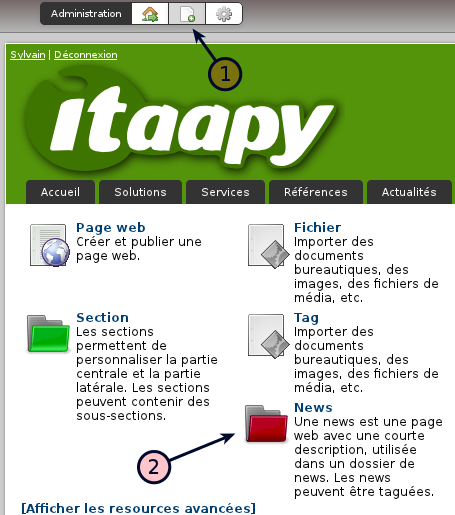 Administration
1
Sylvain | Déconnexion
itaapy
Accueil
Solutions
Services
Références
Actualités
Page web
Créer et publier une
page web.
Fichier
Importer des
documents
bureautiques, des
images, des fichiers de
média, etc.
Section
Les sections
permettent de
personnaliser la partie
centrale et la partie
latérale. Les sections
peuvent contenir des
sous-sections.
Tag
Importer des
documents
bureautiques, des
images, des fichiers de
média, etc.
News
Une news est une page
web avec une courte
description, utilisée
dans un dossier de
news. Les news
peuvent être taguées.
2
[Afficher les resources avancées]